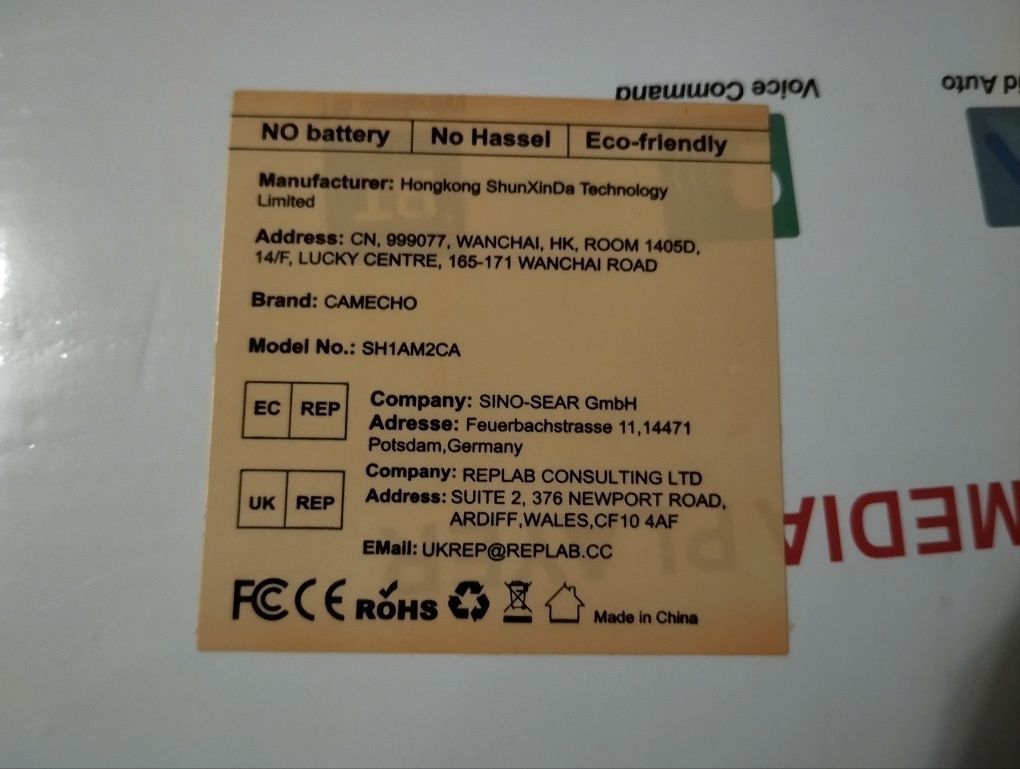 Voice Command
id Auto
NO battery No Hassel Eco-friendly
Manufacturer: Hongkong ShunXinDa Technology
Limited
Address: CN, 999077, WANCHAI, HK, ROOM 1405D,
14/F, LUCKY CENTRE, 165-171 WANCHAI ROAD
Brand: CAMECHO
Model No.: SH1AM2CA
EC REP
Company: SINO-SEAR GmbH
Adresse: Feuerbachstrasse 11,14471
Potsdam,Germany
UK REP
Company: REPLAB CONSULTING LTD
Address: SUITE 2, 376 NEWPORT ROAD,
ARDIFF,WALES,CF10 4AF
EMail: UKREP@REPLAB.CC
FC CE RoHS Made in China
MEDIA PLAYER